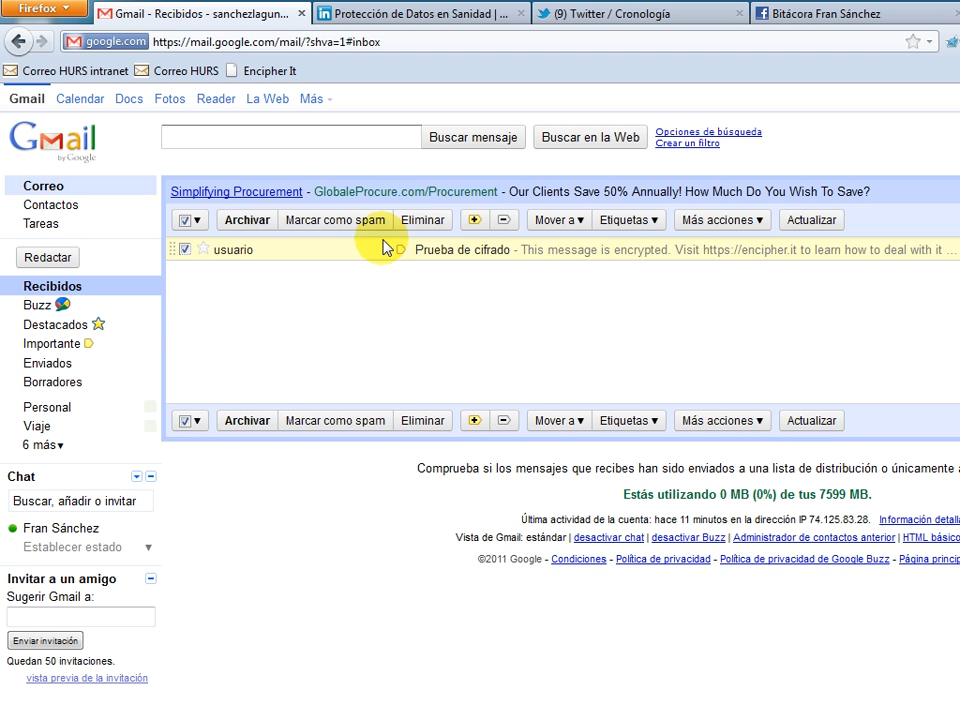 Firefox
Gmail - Recibidos - sanchezlagun...
Protección de Datos en Sanidad | ...
(9) Twitter / Cronología
Bitácora Fran Sánchez
google.com https://mail.google.com/mail/?shva=1#inbox
Correo HURS intranet Correo HURS Encipher It
Gmail Calendar Docs Fotos Reader La Web Más
Gmail
by Google
Buscar mensaje Buscar en la Web
Opciones de búsqueda
Crear un filtro
Correo
Contactos
Tareas
Redactar
Recibidos
Buzz
Destacados
Importante
Enviados
Borradores
Personal
Viaje
6 más
Chat
Buscar, añadir o invitar
Fran Sánchez
Establecer estado
Invitar a un amigo
Sugerir Gmail a:
Enviar invitación
Quedan 50 invitaciones.
vista previa de la invitación
Simplifying Procurement - GlobaleProcure.com/Procurement - Our Clients Save 50% Annually! How Much Do You Wish To Save?
Archivar Marcar como spam Eliminar Mover a Etiquetas Más acciones Actualizar
usuario Prueba de cifrado - This message is encrypted. Visit https://encipher.it to learn how to deal with it ...
Archivar Marcar como spam Eliminar Mover a Etiquetas Más acciones Actualizar
Comprueba si los mensajes que recibes han sido enviados a una lista de distribución o únicamente
Estás utilizando 0 MB (0%) de tus 7599 MB.
Última actividad de la cuenta: hace 11 minutos en la dirección IP 74.125.83.28. Información detall
Vista de Gmail: estándar | desactivar chat | desactivar Buzz | Administrador de contactos anterior | HTML básico
©2011 Google - Condiciones - Política de privacidad - Política de privacidad de Google Buzz - Página princip